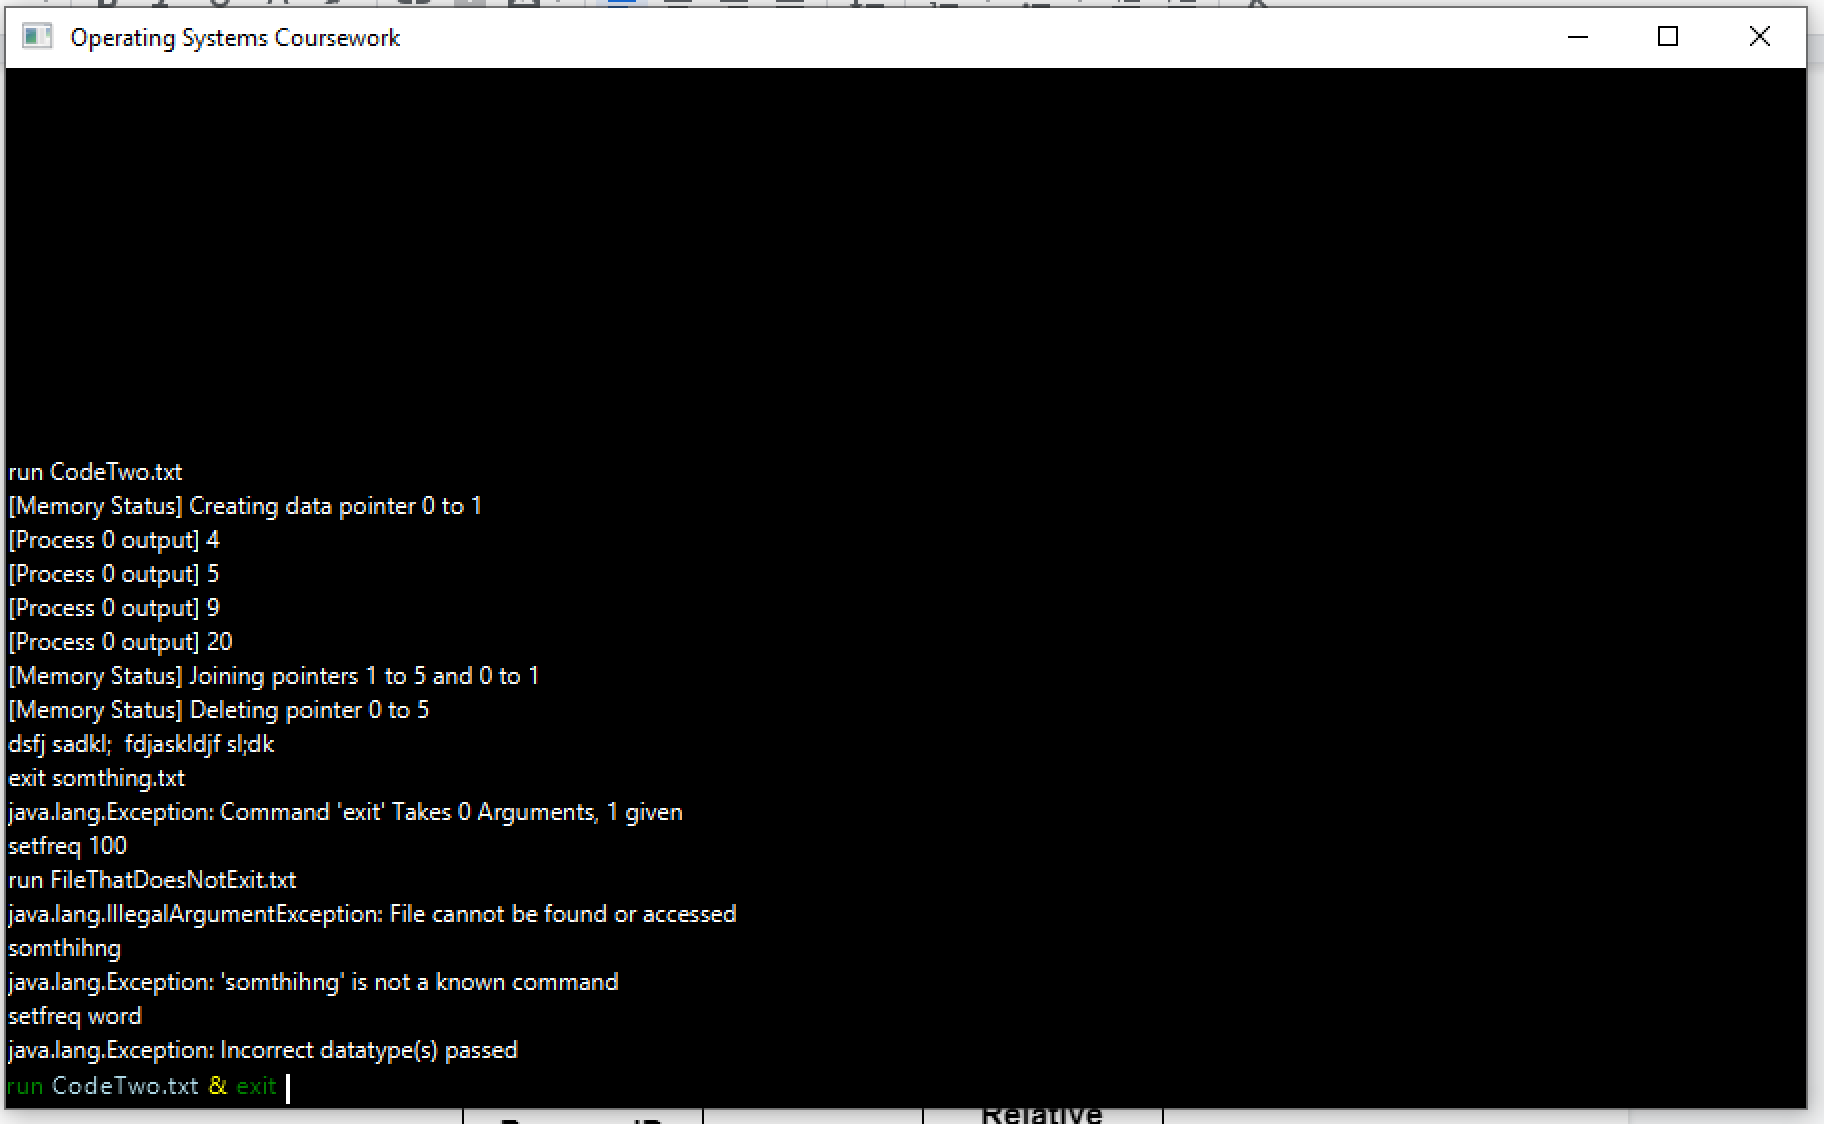 Operating Systems Coursework
run CodeTwo.txt
[Memory Status] Creating data pointer 0 to 1
[Process 0 output] 4
[Process 0 output] 5
[Process 0 output] 9
[Process 0 output] 20
[Memory Status] Joining pointers 1 to 5 and 0 to 1
[Memory Status] Deleting pointer 0 to 5
dsfj sadkl;  fdjaskldjf sl;dk
exit somthing.txt
java.lang.Exception: Command 'exit' Takes 0 Arguments, 1 given
setfreq 100
run FileThatDoesNotExit.txt
java.lang.IllegalArgumentException: File cannot be found or accessed
somthihng
java.lang.Exception: 'somthihng' is not a known command
setfreq word
java.lang.Exception: Incorrect datatype(s) passed
run CodeTwo.txt & exit
Relative